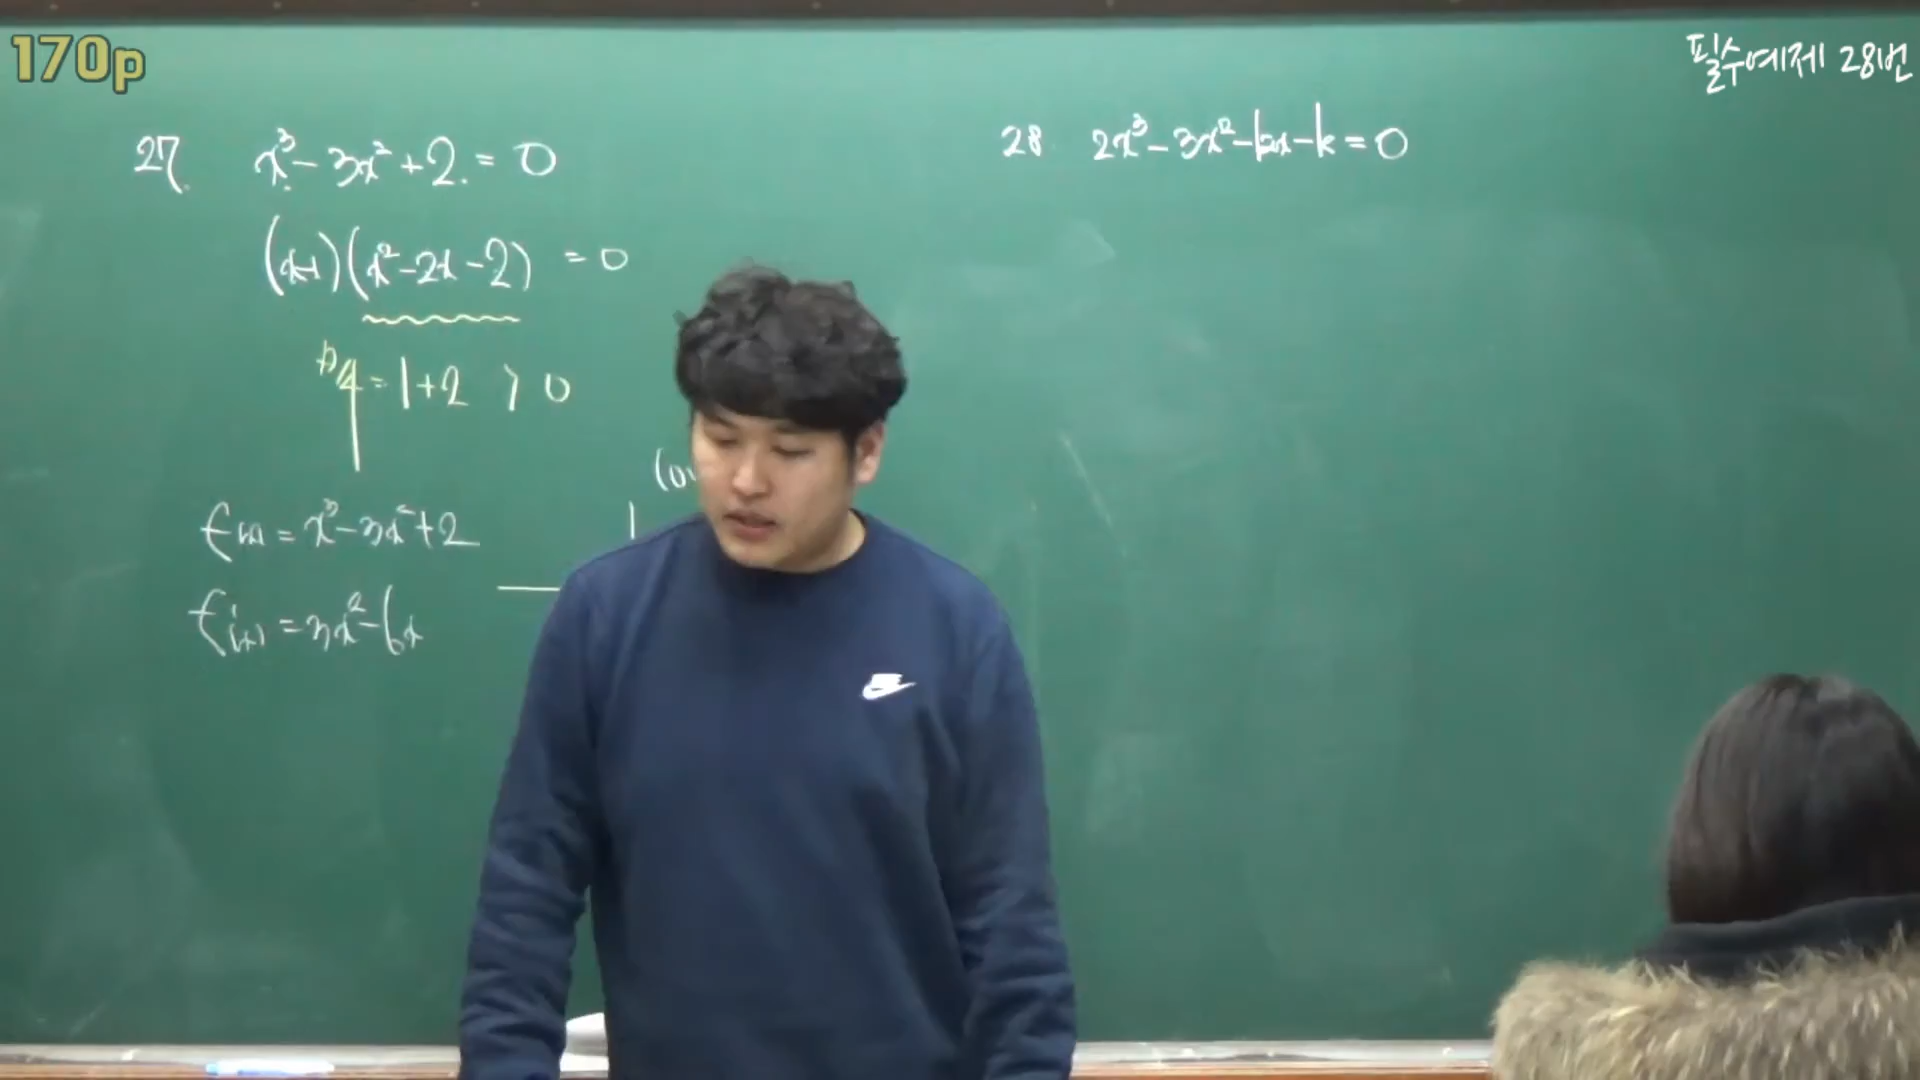 170p
필수예제 28번
27. x³-3x²+2=0
(x-1)(x²-2x-2)=0
D/4=1+2>0
f(x)=x³-3x²+2
f'(x)=3x²-6x
28. 2x³-3x²-12x-k=0